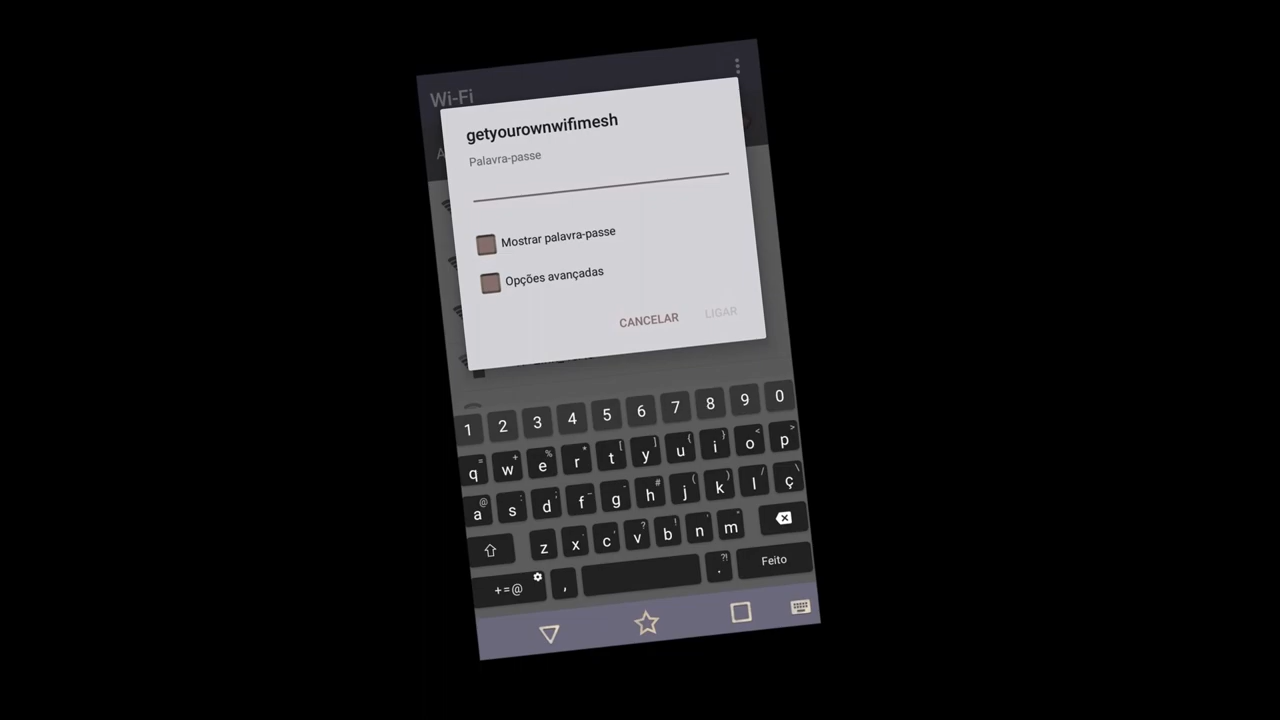 Wi-Fi
getyourownwifimesh
Palavra-passe
Mostrar palavra-passe
Opções avançadas
CANCELAR LIGAR
1 2 3 4 5 6 7 8 9 0
q w e r t y u i o p
a s d f g h j k l ç
z x c v b n m
+=@ , . Feito